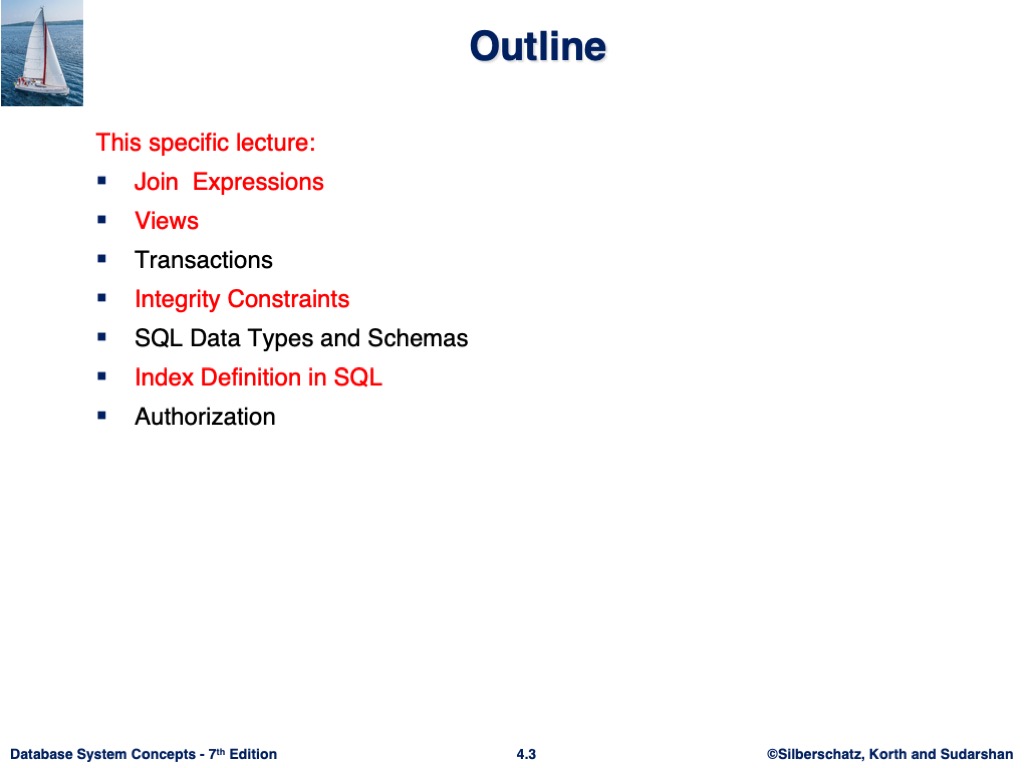 Outline
This specific lecture:
▪ Join  Expressions
▪ Views
▪ Transactions
▪ Integrity Constraints
▪ SQL Data Types and Schemas
▪ Index Definition in SQL
▪ Authorization
Database System Concepts - 7th Edition
4.3
©Silberschatz, Korth and Sudarshan